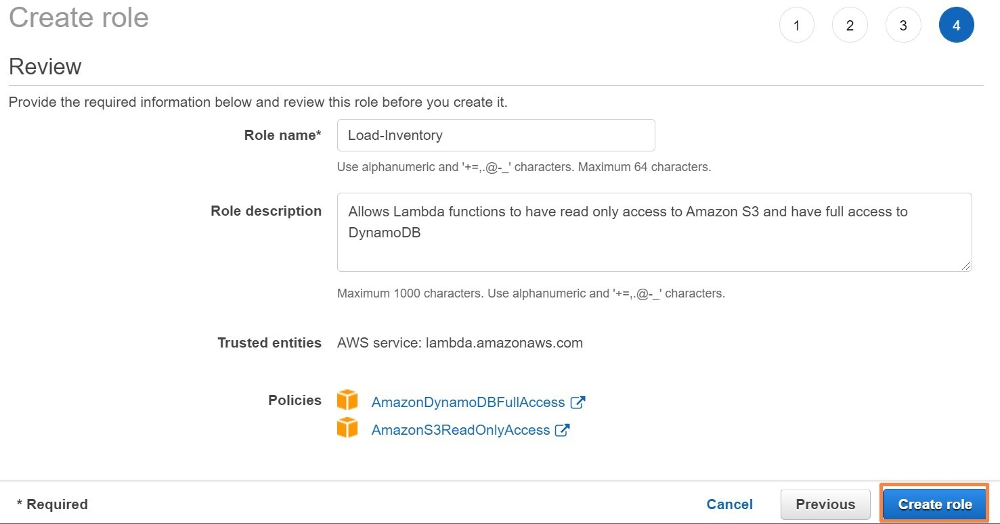 Create role
1 2 3 4
Review
Provide the required information below and review this role before you create it.
Role name* Load-Inventory
Use alphanumeric and '+=,.@-_' characters. Maximum 64 characters.
Role description Allows Lambda functions to have read only access to Amazon S3 and have full access to
DynamoDB
Maximum 1000 characters. Use alphanumeric and '+=,.@-_' characters.
Trusted entities AWS service: lambda.amazonaws.com
Policies AmazonDynamoDBFullAccess
AmazonS3ReadOnlyAccess
* Required Cancel Previous Create role